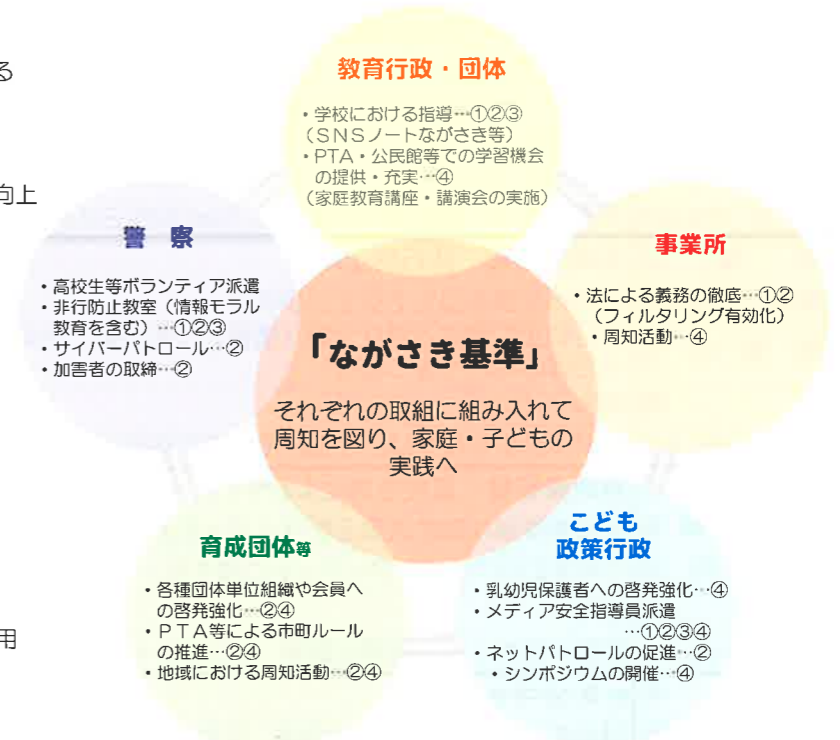 る
向上
用
教育行政・団体
・学校における指導…①②③
（ＳＮＳノートながさき等）
・PTA・公民館等での学習機会
の提供・充実…④
（家庭教育講座・講演会の実施）
警 察
・高校生等ボランティア派遣
・非行防止教室（情報モラル
教育を含む）…①②③
・サイバーパトロール…②
・加害者の取締…②
事業所
・法による義務の徹底…①②
（フィルタリング有効化）
・周知活動…④
「ながさき基準」
それぞれの取組に組み入れて
周知を図り、家庭・子どもの
実践へ
育成団体等
・各種団体単位組織や会員へ
の啓発強化…②④
・ＰＴＡ等による市町ルール
の推進…②④
・地域における周知活動…②④
こども
政策行政
・乳幼児保護者への啓発強化…④
・メディア安全指導員派遣
…①②③④
・ネットパトロールの促進…②
・シンポジウムの開催…④